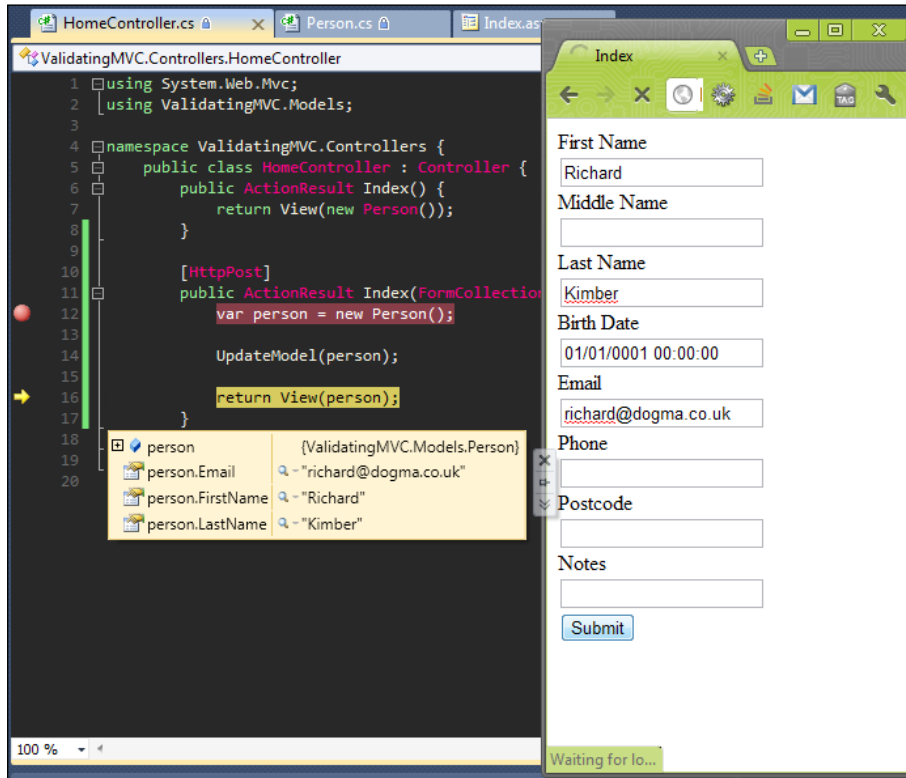 HomeController.cs
Person.cs
Index.as
ValidatingMVC.Controllers.HomeController
1 using System.Web.Mvc;
2 using ValidatingMVC.Models;
3
4 namespace ValidatingMVC.Controllers {
5 public class HomeController : Controller {
6 public ActionResult Index() {
7 return View(new Person());
8 }
9
10 [HttpPost]
11 public ActionResult Index(FormCollection
12 var person = new Person();
13
14 UpdateModel(person);
15
16 return View(person);
17 }
18
19
20
person {ValidatingMVC.Models.Person}
person.Email "richard@dogma.co.uk"
person.FirstName "Richard"
person.LastName "Kimber"
100 %
Index
TAG
First Name
Richard
Middle Name
Last Name
Kimber
Birth Date
01/01/0001 00:00:00
Email
richard@dogma.co.uk
Phone
Postcode
Notes
Submit
Waiting for lo...